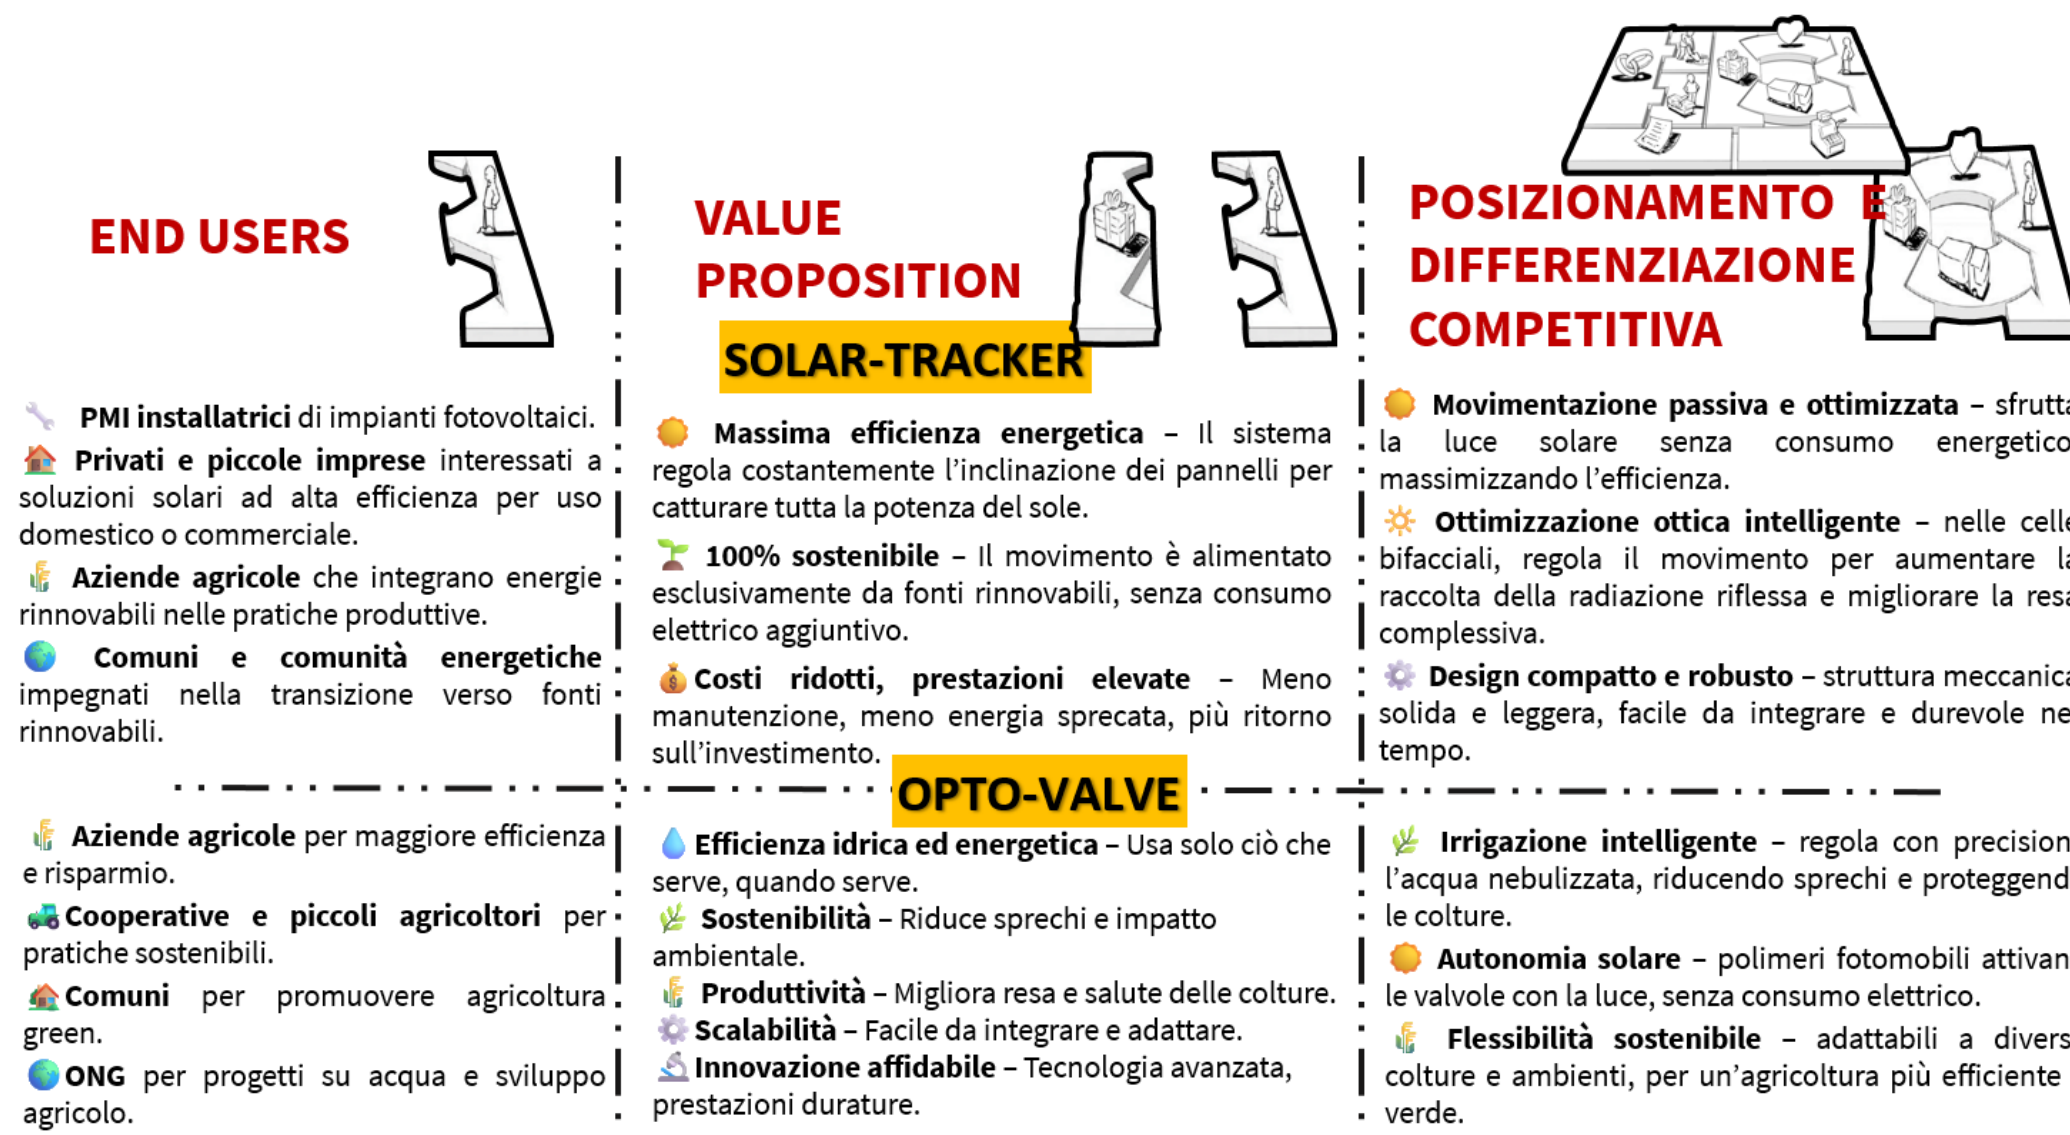 END USERS
PMI installatrici di impianti fotovoltaici.
Privati e piccole imprese interessati a
soluzioni solari ad alta efficienza per uso
domestico o commerciale.
Aziende agricole che integrano energie
rinnovabili nelle pratiche produttive.
Comuni e comunità energetiche
impegnati nella transizione verso fonti
rinnovabili.
Aziende agricole per maggiore efficienza
e risparmio.
Cooperative e piccoli agricoltori per
pratiche sostenibili.
Comuni per promuovere agricoltura
green.
ONG per progetti su acqua e sviluppo
agricolo.
VALUE
PROPOSITION
SOLAR-TRACKER
Massima efficienza energetica – Il sistema
regola costantemente l’inclinazione dei pannelli per
catturare tutta la potenza del sole.
100% sostenibile – Il movimento è alimentato
esclusivamente da fonti rinnovabili, senza consumo
elettrico aggiuntivo.
Costi ridotti, prestazioni elevate – Meno
manutenzione, meno energia sprecata, più ritorno
sull’investimento.
OPTO-VALVE
Efficienza idrica ed energetica – Usa solo ciò che
serve, quando serve.
Sostenibilità – Riduce sprechi e impatto
ambientale.
Produttività – Migliora resa e salute delle colture.
Scalabilità – Facile da integrare e adattare.
Innovazione affidabile – Tecnologia avanzata,
prestazioni durature.
POSIZIONAMENTO E
DIFFERENZIAZIONE
COMPETITIVA
Movimentazione passiva e ottimizzata – sfrutta
la luce solare senza consumo energetico
massimizzando l’efficienza.
Ottimizzazione ottica intelligente – nelle celle
bifacciali, regola il movimento per aumentare la
raccolta della radiazione riflessa e migliorare la resa
complessiva.
Design compatto e robusto – struttura meccanica
solida e leggera, facile da integrare e durevole ne
tempo.
Irrigazione intelligente – regola con precision
l’acqua nebulizzata, riducendo sprechi e proteggend
le colture.
Autonomia solare – polimeri fotomobili attivan
le valvole con la luce, senza consumo elettrico.
Flessibilità sostenibile – adattabili a divers
colture e ambienti, per un’agricoltura più efficiente
verde.